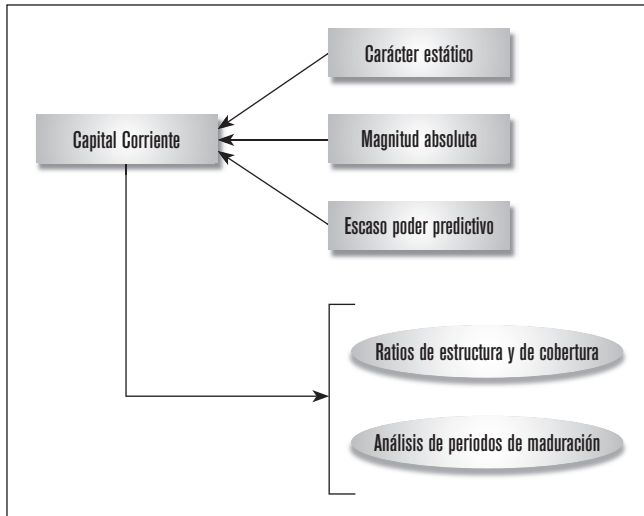 Carácter estático
Capital Corriente
Magnitud absoluta
Escaso poder predictivo
Ratios de estructura y de cobertura
Análisis de periodos de maduración